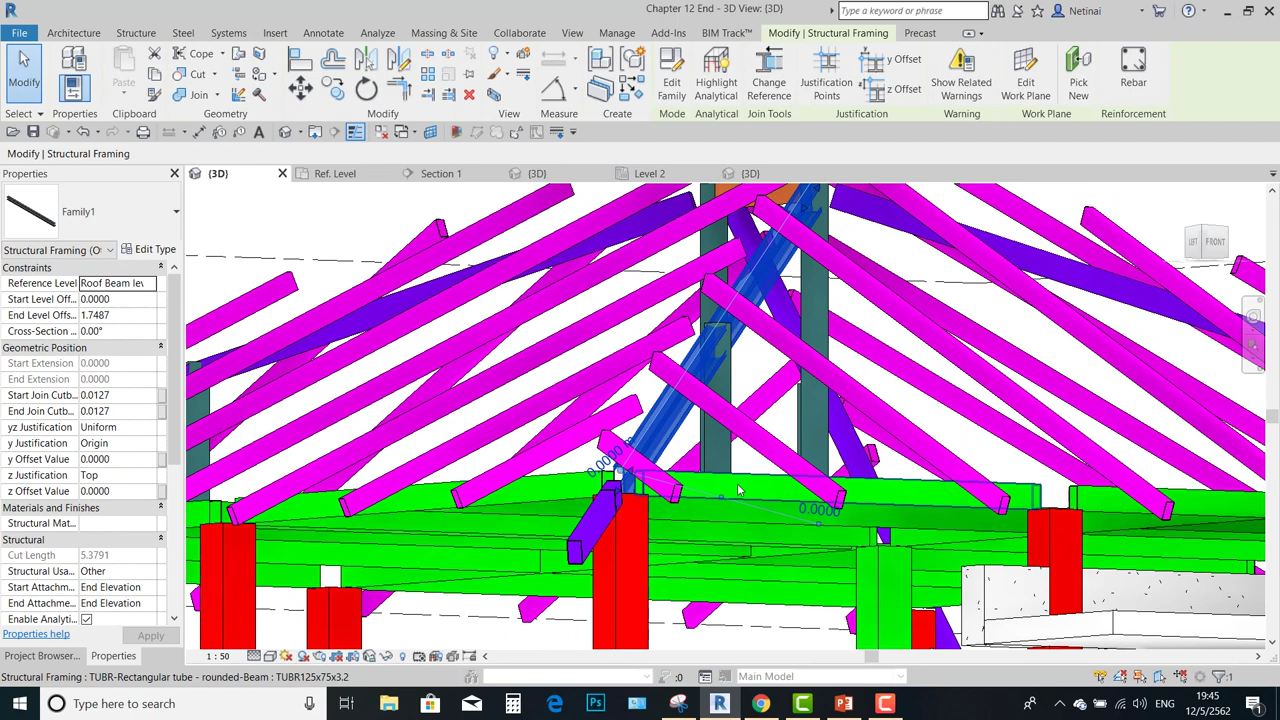 Chapter 12 End - 3D View: {3D}
Type a keyword or phrase
Netinai
File
Architecture
Structure
Steel
Systems
Insert
Annotate
Analyze
Massing & Site
Collaborate
View
Manage
Add-Ins
BIM Track™
Modify | Structural Framing
Precast
Modify
Paste
Cope
Cut
Join
Edit
Family
Highlight
Analytical
Change
Reference
Justification
Points
y Offset
z Offset
Show Related
Warnings
Edit
Work Plane
Pick
New
Rebar
Select
Properties
Clipboard
Geometry
Modify
View
Measure
Create
Mode
Analytical
Join Tools
Justification
Warning
Work Plane
Reinforcement
Modify | Structural Framing
Properties
{3D}
Ref. Level
Section 1
{3D}
Level 2
{3D}
Family1
Structural Framing (O
Edit Type
Constraints
Reference Level Roof Beam lev
Start Level Offs... 0.0000
End Level Offs... 1.7487
Cross-Section ... 0.00°
Geometric Position
Start Extension 0.0000
End Extension 0.0000
Start Join Cutb... 0.0127
End Join Cutb... 0.0127
yz Justification Uniform
y Justification Origin
y Offset Value 0.0000
z Justification Top
z Offset Value 0.0000
Materials and Finishes
Structural Mat...
Structural
Cut Length 5.3791
Structural Usa... Other
Start Attachme... End Elevation
End Attachme... End Elevation
Enable Analyti...
Properties help
Apply
Project Browser...
Properties
LEFT
FRONT
0.0000
0.0000
1 : 50
Structural Framing : TUBR-Rectangular tube - rounded-Beam : TUBR125x75x3.2
:0
Main Model
:1
Type here to search
ENG
19:45
12/5/2562